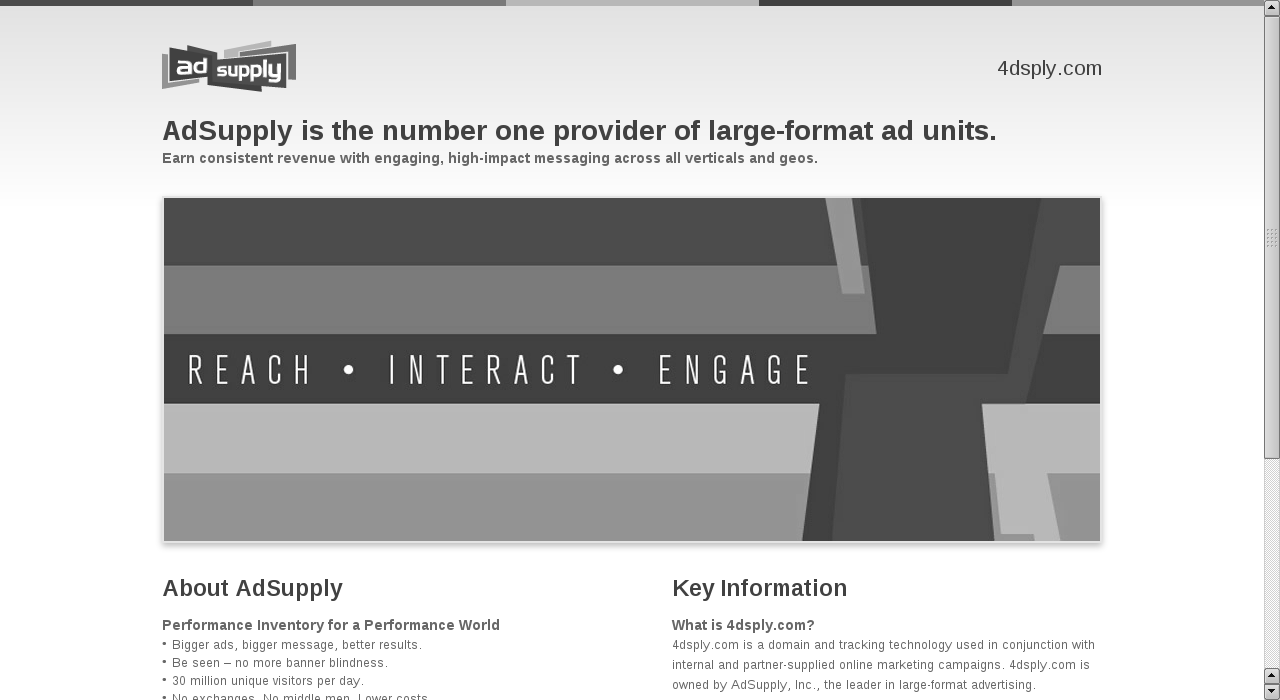 ad supply
4dsply.com
AdSupply is the number one provider of large-format ad units.
Earn consistent revenue with engaging, high-impact messaging across all verticals and geos.
REACH • INTERACT • ENGAGE
About AdSupply
Performance Inventory for a Performance World
• Bigger ads, bigger message, better results.
• Be seen – no more banner blindness.
• 30 million unique visitors per day.
• No exchanges. No middle men. Lower costs.
Key Information
What is 4dsply.com?
4dsply.com is a domain and tracking technology used in conjunction with
internal and partner-supplied online marketing campaigns. 4dsply.com is
owned by AdSupply, Inc., the leader in large-format advertising.